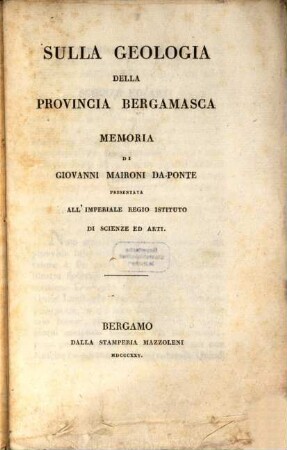 SULLA GEOLOGIA
DELLA
PROVINCIA BERGAMASCA
MEMORIA
DI
GIOVANNI MAIRONI DA-PONTE
PRESENTATA
ALL'IMPERIALE REGIO ISTITUTO
DI SCIENZE ED ARTI.
BERGAMO
DALLA STAMPERIA MAZZOLENI
MDCCCXXV.